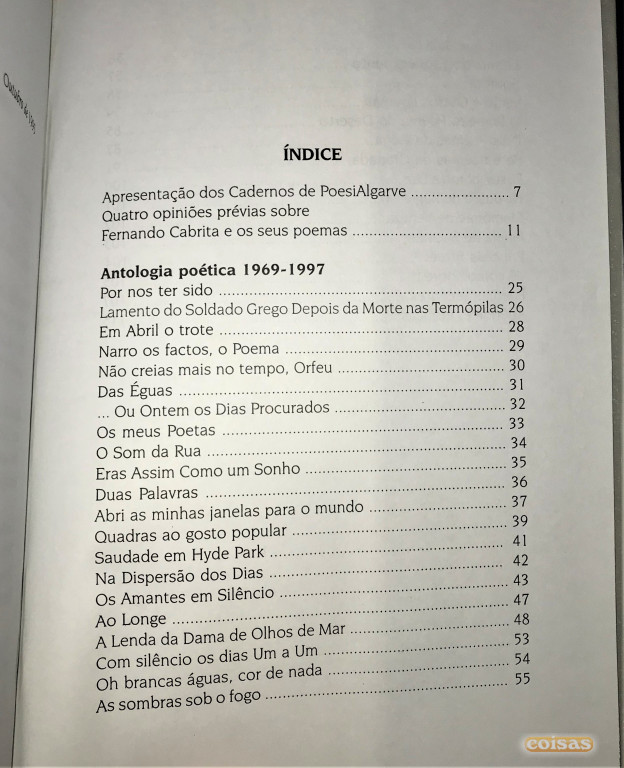 Outubro de
ÍNDICE
Apresentação dos Cadernos de PoesiAlgarve ........................ 7
Quatro opiniões prévias sobre
Fernando Cabrita e os seus poemas .................................... 11
Antologia poética 1969-1997
Por nos ter sido .................................................................... 25
Lamento do Soldado Grego Depois da Morte nas Termópilas 26
Em Abril o trote .................................................................... 28
Narro os factos, o Poema .................................................... 29
Não creias mais no tempo, Orfeu ........................................ 30
Das Éguas .............................................................................. 31
... Ou Ontem os Dias Procurados ........................................ 32
Os meus Poetas .................................................................... 33
O Som da Rua ...................................................................... 34
Eras Assim Como um Sonho ................................................ 35
Duas Palavras ........................................................................ 36
Abri as minhas janelas para o mundo .................................. 37
Quadras ao gosto popular .................................................... 39
Saudade em Hyde Park ........................................................ 41
Na Dispersão dos Dias .......................................................... 42
Os Amantes em Silêncio ...................................................... 43
Ao Longe .............................................................................. 47
A Lenda da Dama de Olhos de Mar ...................................... 48
Com silêncio os dias Um a Um ............................................ 53
Oh brancas águas, cor de nada ............................................ 54
As sombras sob o fogo .......................................................... 55
coisas